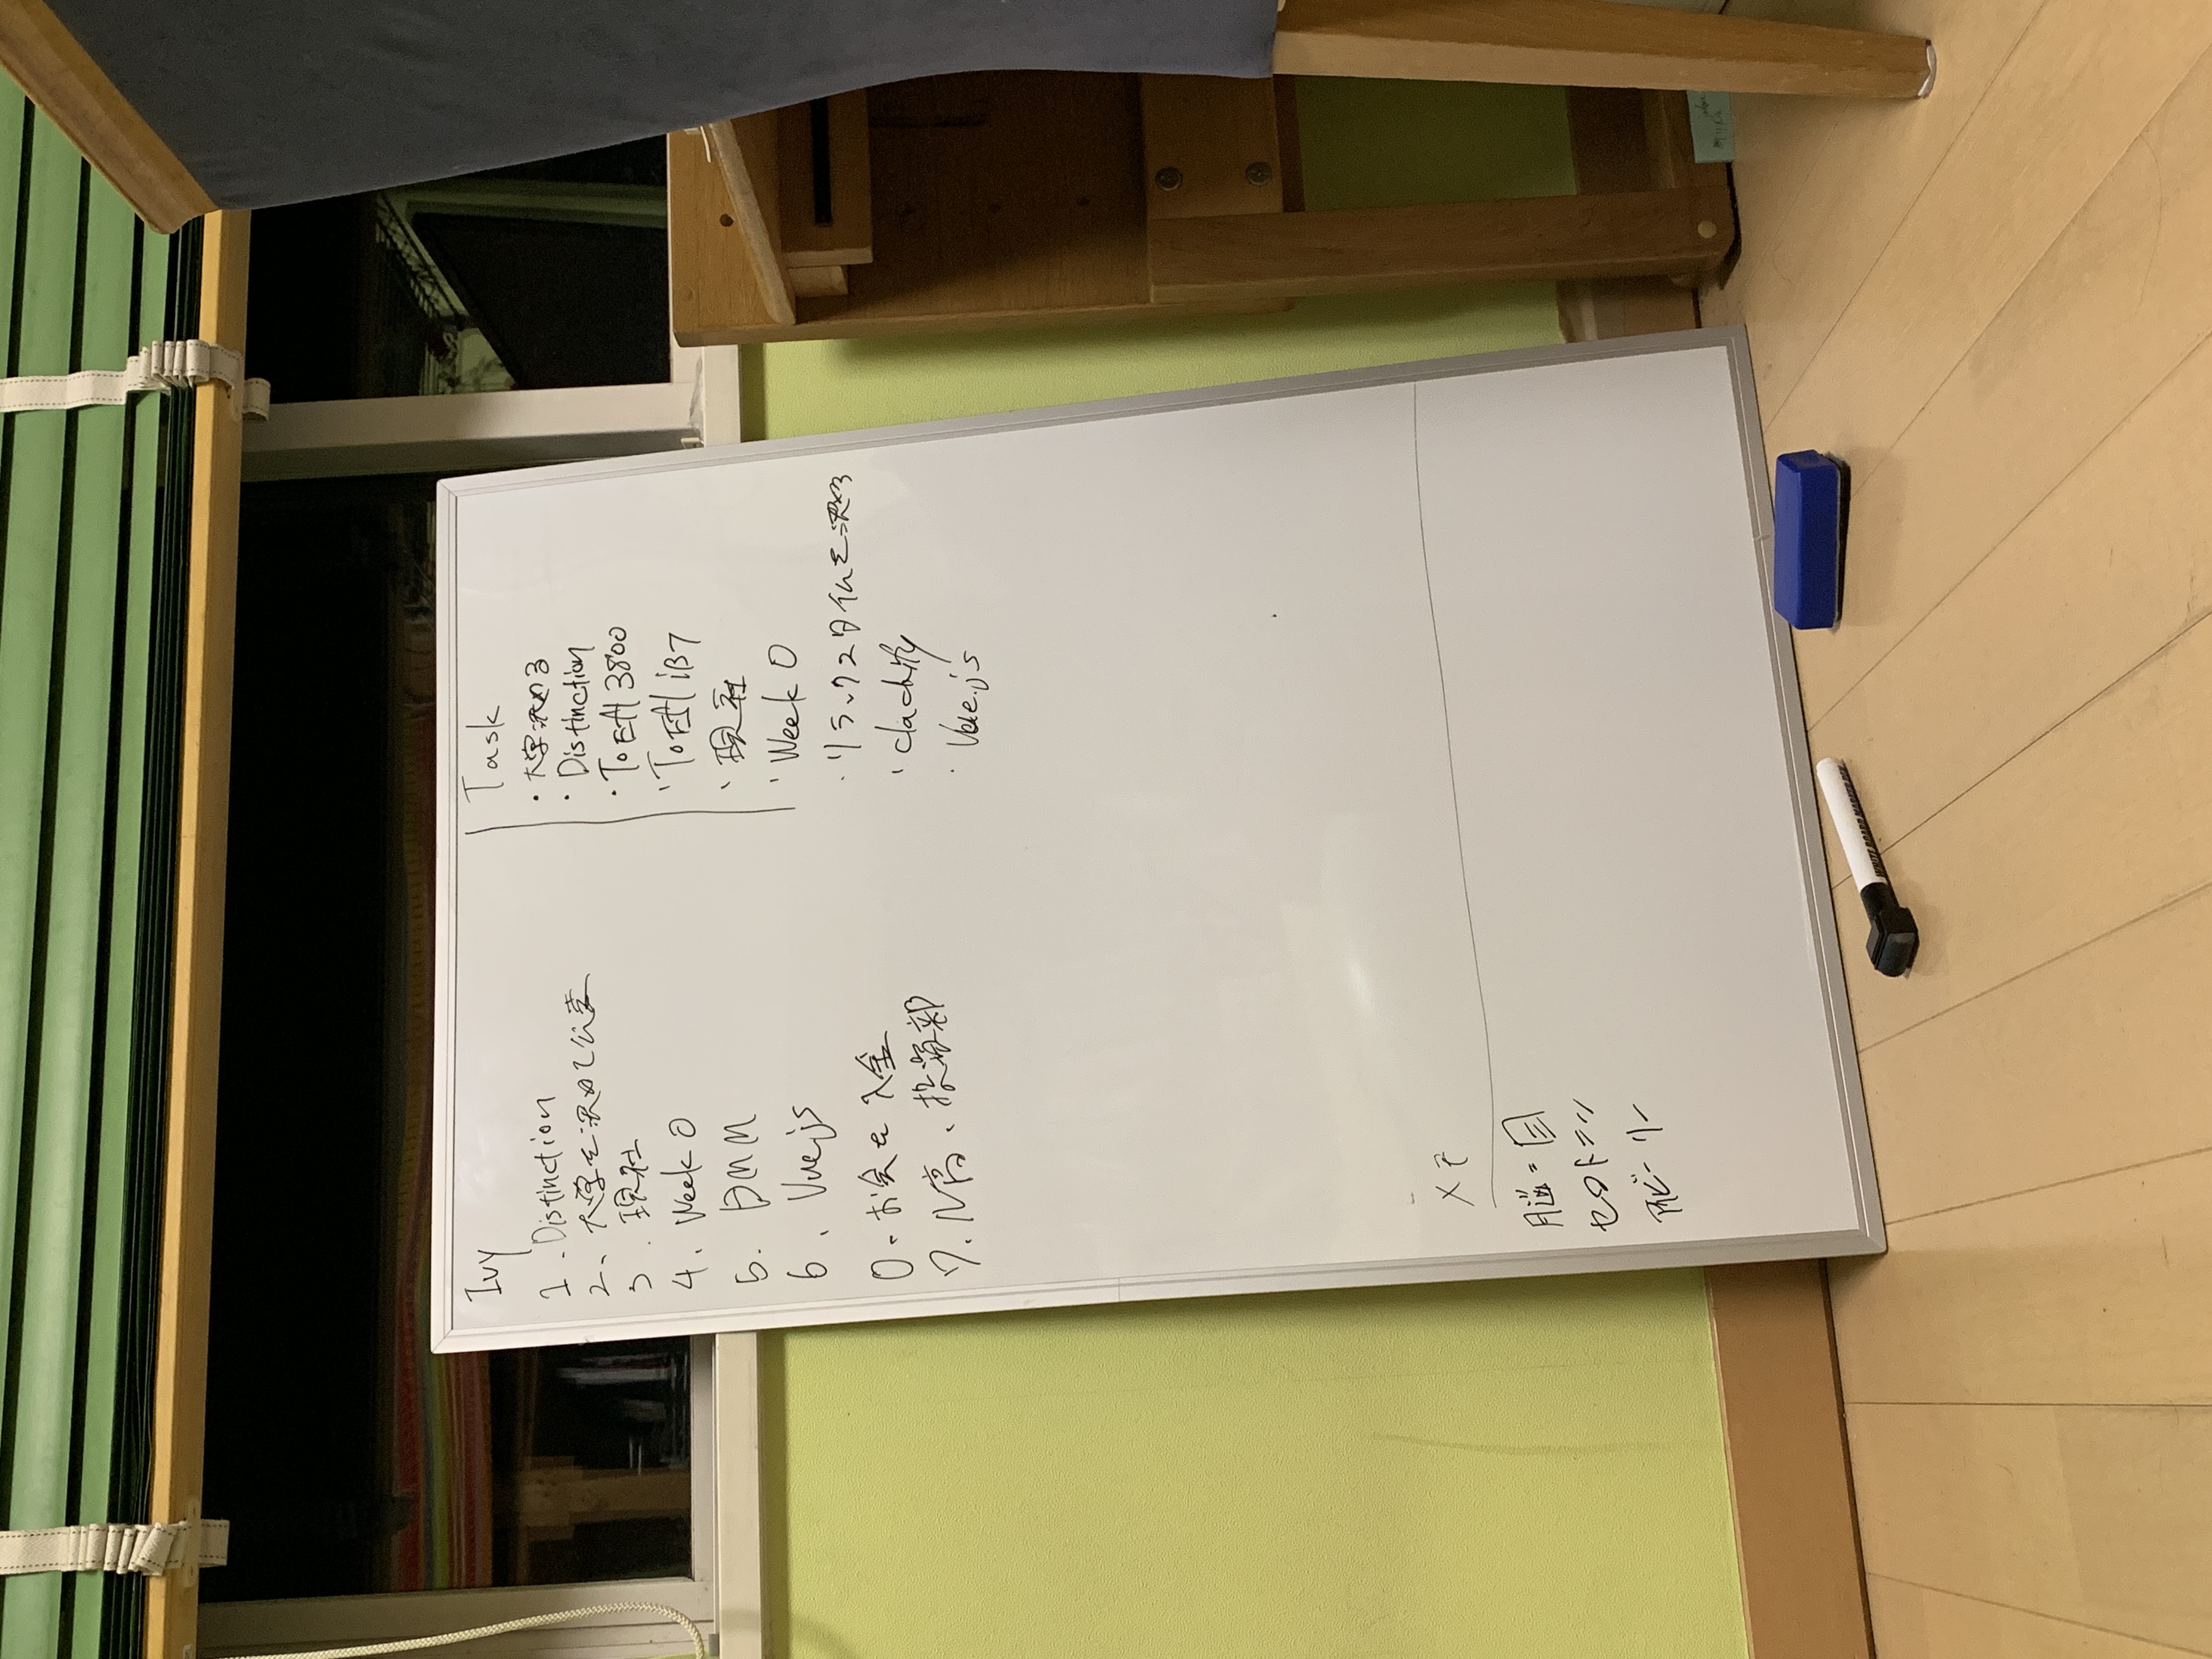 Ivy
1. Distinction
2. 大学を決めて公言
3. 現社
4. Week 0
5. DMM
6. Vue.js
0. お金を入金
7. N高、投資部
Task
・大学決める
・Distinction
・TOEFL 3800
・TOEFL iBT
・現社
・Week 0
・リラックスタイムを決める
・Vue.js
メモ
脳=目
セロトニン
アイビーリー
WHITE BOARD MARKER PEN